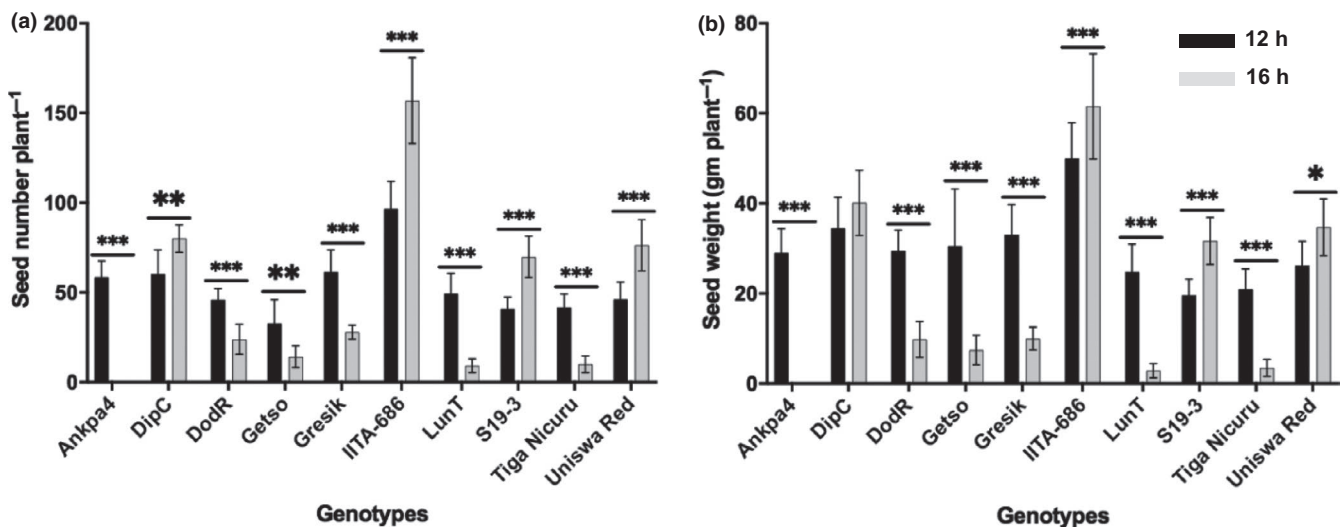 (a)
200
150
100
50
0
Seed number plant⁻¹
***
**
***
**
***
***
***
***
***
***
Ankpa4
DipC
DodR
Getso
Gresik
IITA-686
LunT
S19-3
Tiga Nicuru
Uniswa Red
Genotypes
(b)
80
60
40
20
0
Seed weight (gm plant⁻¹)
***
***
***
***
***
***
***
***
*
12 h
16 h
Ankpa4
DipC
DodR
Getso
Gresik
IITA-686
LunT
S19-3
Tiga Nicuru
Uniswa Red
Genotypes